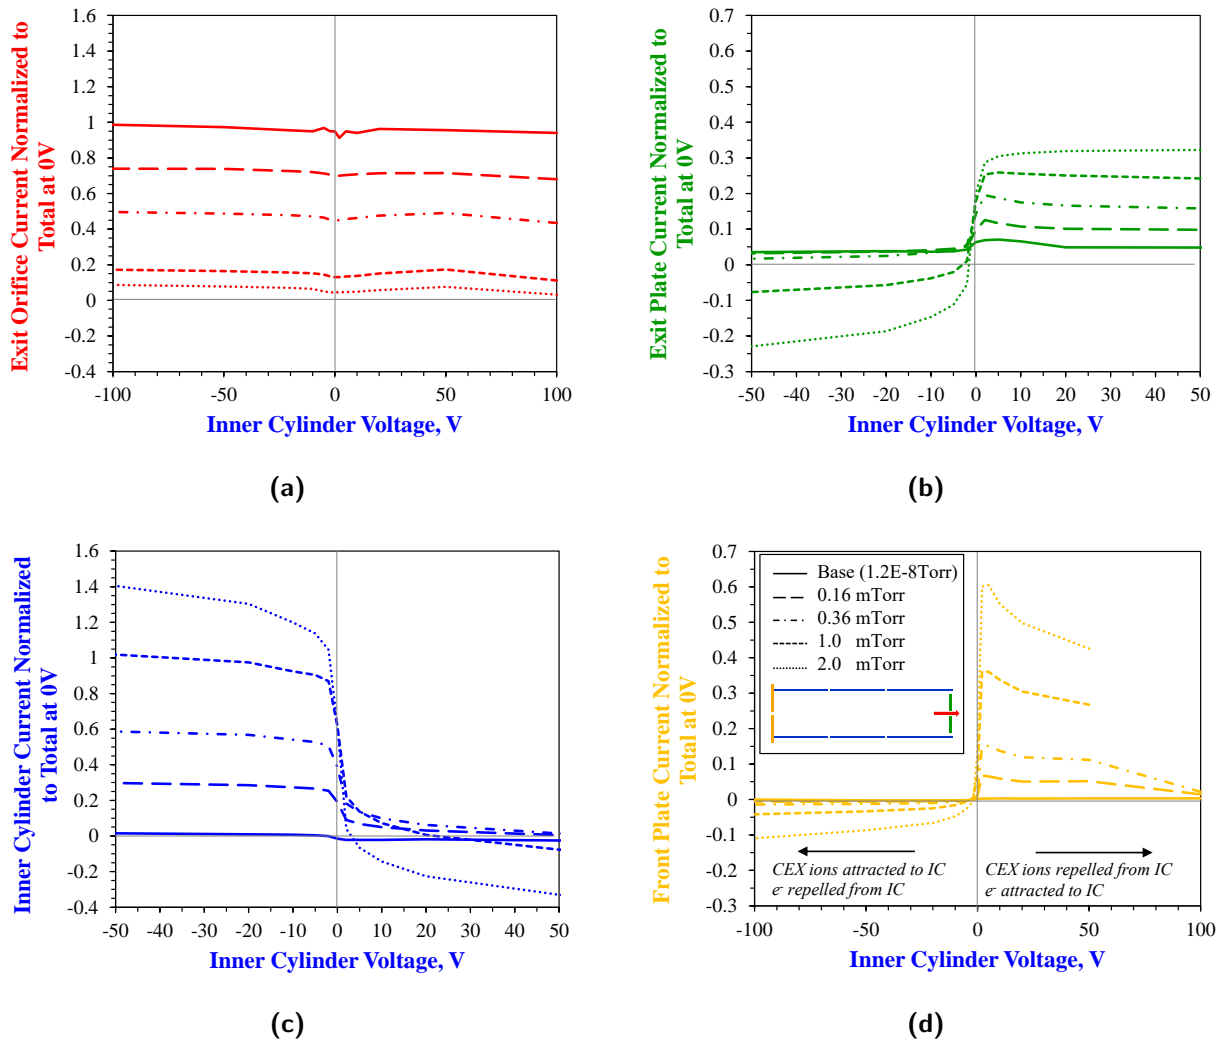 Exit Orifice Current Normalized to
Total at 0V
1.6
1.4
1.2
1
0.8
0.6
0.4
0.2
0
-0.2
-0.4
-100
-50
0
50
100
Inner Cylinder Voltage, V
(a)
Exit Plate Current Normalized to
Total at 0V
0.7
0.6
0.5
0.4
0.3
0.2
0.1
0
-0.1
-0.2
-0.3
-50 -40 -30 -20 -10 0 10 20 30 40 50
Inner Cylinder Voltage, V
(b)
Inner Cylinder Current Normalized
to Total at 0V
1.6
1.4
1.2
1
0.8
0.6
0.4
0.2
0
-0.2
-0.4
-50 -40 -30 -20 -10 0 10 20 30 40 50
Inner Cylinder Voltage, V
(c)
Front Plate Current Normalized to
Total at 0V
0.7
0.6
0.5
0.4
0.3
0.2
0.1
0
-0.1
-0.2
-0.3
Base (1.2E-8Torr)
0.16 mTorr
0.36 mTorr
1.0 mTorr
2.0 mTorr
CEX ions attracted to IC
e- repelled from IC
CEX ions repelled from IC
e- attracted to IC
-100
-50
0
50
100
Inner Cylinder Voltage, V
(d)